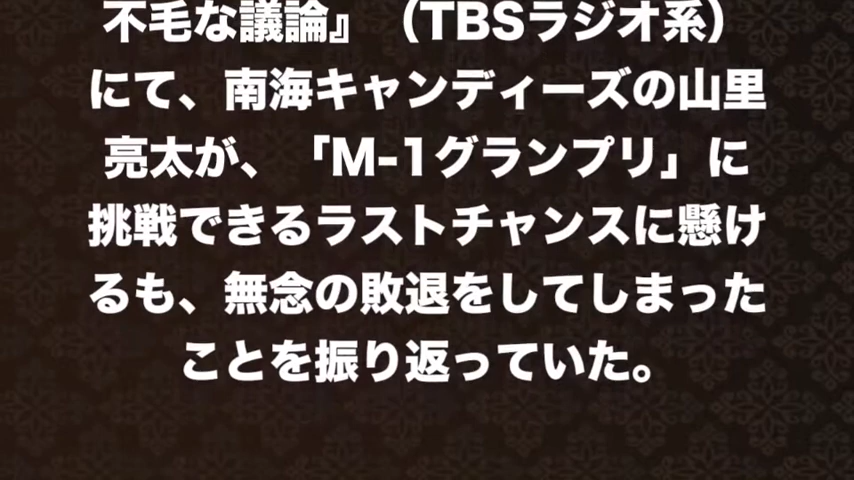 不毛な議論』 （TBSラジオ系）
にて、南海キャンディーズの山里
亮太が、「M-1グランプリ」に
挑戦できるラストチャンスに懸け
るも、無念の敗退をしてしまった
ことを振り返っていた。